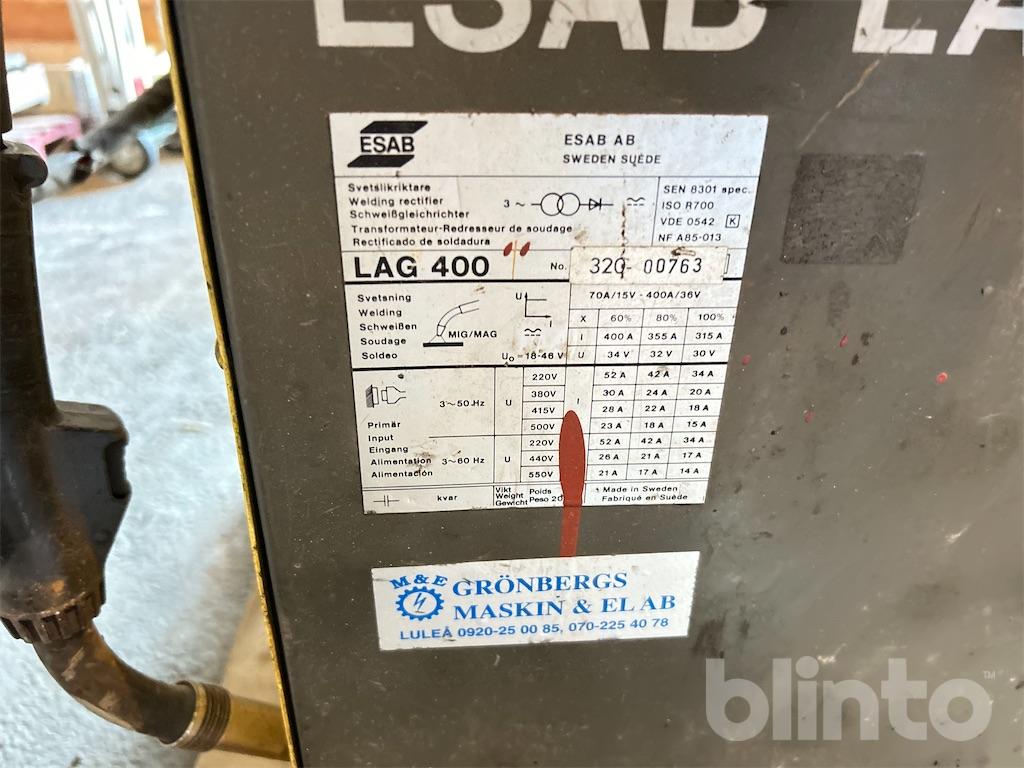 ESAB LA
ESAB
ESAB AB
SWEDEN SUÈDE
Svetslikriktare
Welding rectifier
Schweißgleichrichter
Transformateur-Redresseur de soudage
Rectificado de soldadura
3 ~
SEN 8301 spec.
ISO R700
VDE 0542 K
NF A85-013
LAG 400 No. 320-00763
Svetsning
Welding
Schweißen
Soudage
Soldeo
MIG/MAG
U
I
U₀ = 18-46 V
70A/15V - 400A/36V
X 60% 80% 100%
I 400 A 355 A 315 A
U 34 V 32 V 30 V
Primär
Input
Eingang
Alimentation
Alimentación
3~50 Hz U I
220V 52 A 42 A 34 A
380V 30 A 24 A 20 A
415V 28 A 22 A 18 A
500V 23 A 18 A 15 A
3~60 Hz U
220V 52 A 42 A 34 A
440V 26 A 21 A 17 A
550V 21 A 17 A 14 A
kvar
Vikt Poids
Weight Peso
Gewicht
Made in Sweden
Fabriqué en Suède
M&E GRÖNBERGS
MASKIN & EL AB
LULEÅ 0920-25 00 85, 070-225 40 78
blinto™